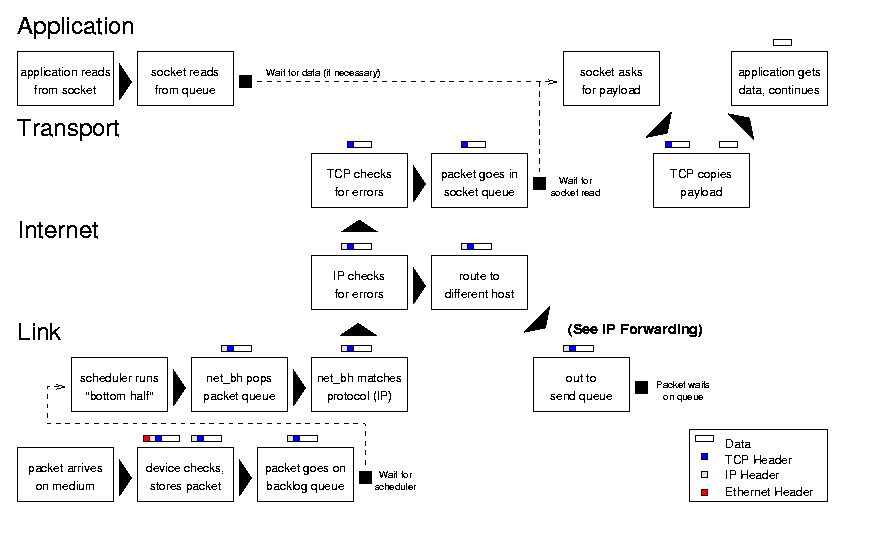 Application
application reads
from socket
socket reads
from queue
Wait for data (if necessary)
socket asks
for payload
application gets
data, continues
Transport
TCP checks
for errors
packet goes in
socket queue
Wait for
socket read
TCP copies
payload
Internet
IP checks
for errors
route to
different host
Link
(See IP Forwarding)
scheduler runs
"bottom half"
net_bh pops
packet queue
net_bh matches
protocol (IP)
out to
send queue
Packet waits
on queue
packet arrives
on medium
device checks,
stores packet
packet goes on
backlog queue
Wait for
scheduler
Data
TCP Header
IP Header
Ethernet Header